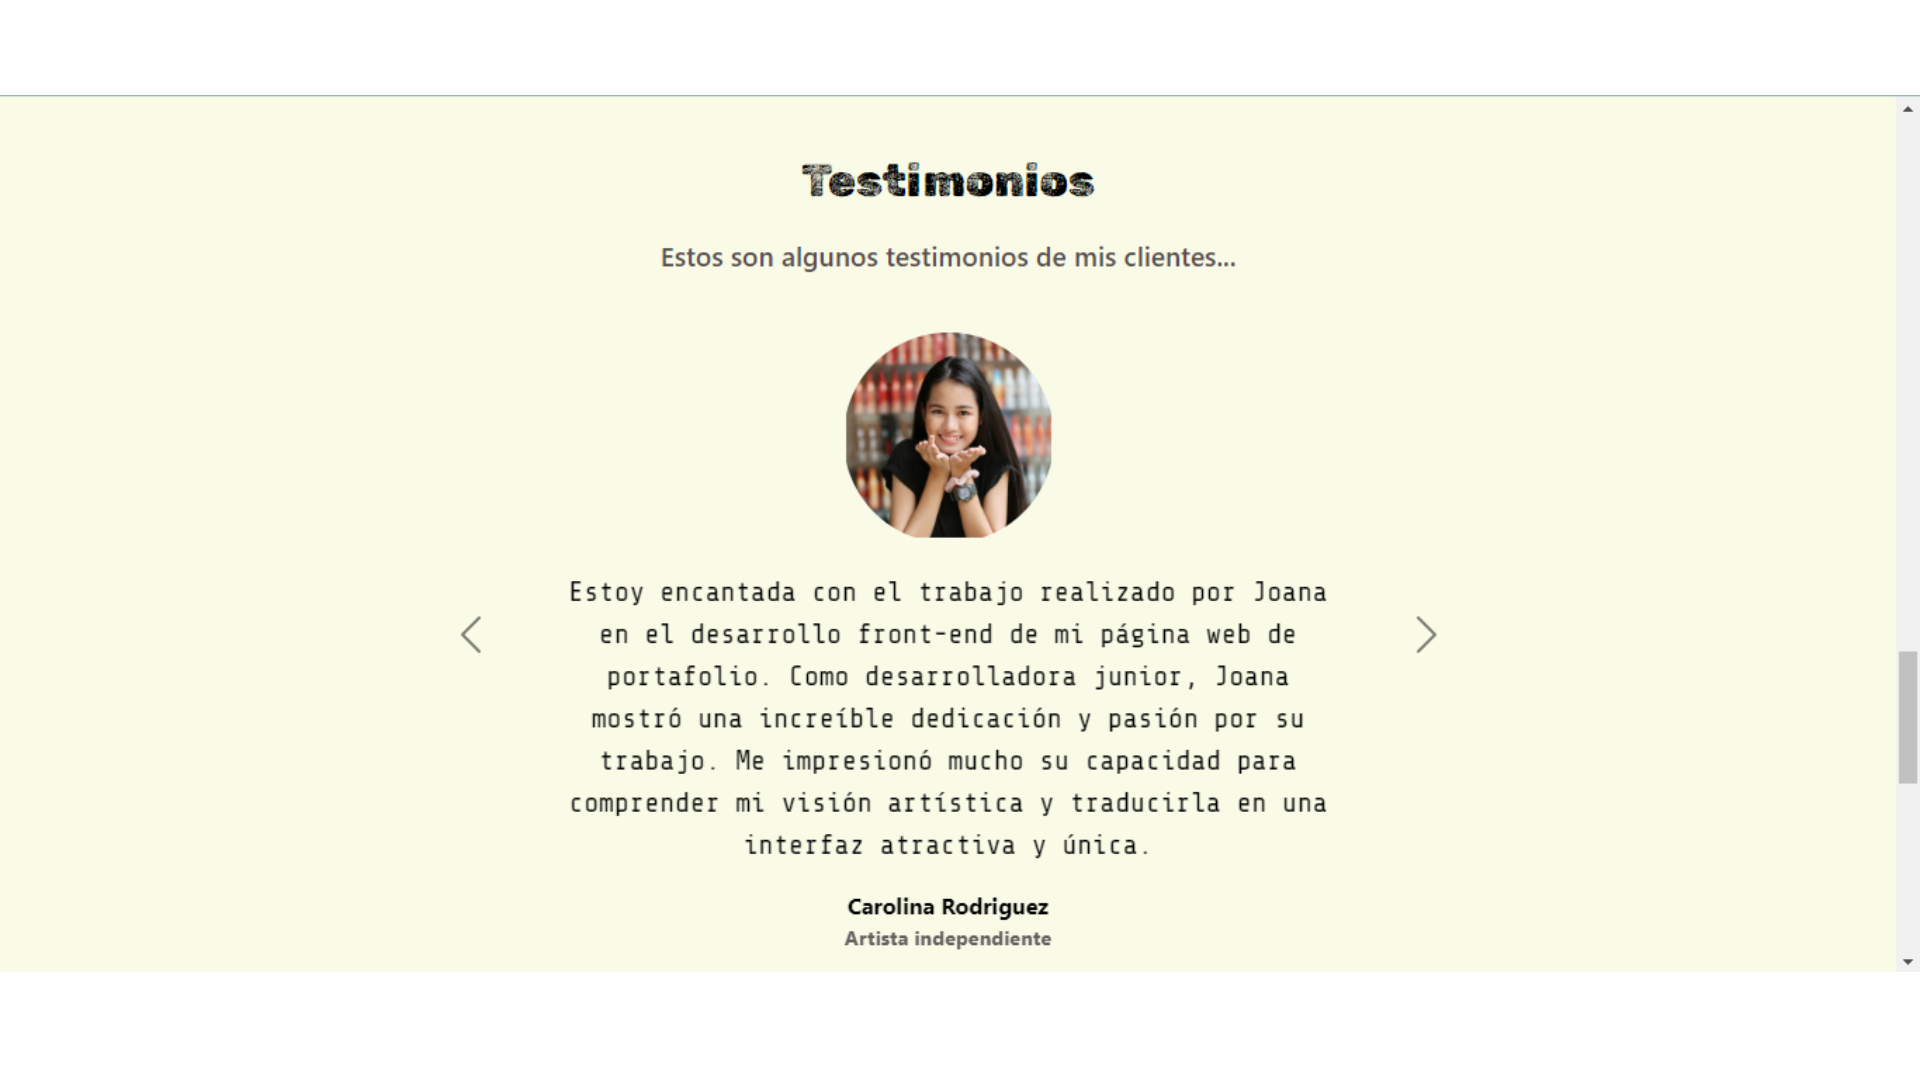 Testimonios
Estos son algunos testimonios de mis clientes...
Estoy encantada con el trabajo realizado por Joana
en el desarrollo front-end de mi página web de
portafolio. Como desarrolladora junior, Joana
mostró una increíble dedicación y pasión por su
trabajo. Me impresionó mucho su capacidad para
comprender mi visión artística y traducirla en una
interfaz atractiva y única.
Carolina Rodriguez
Artista independiente